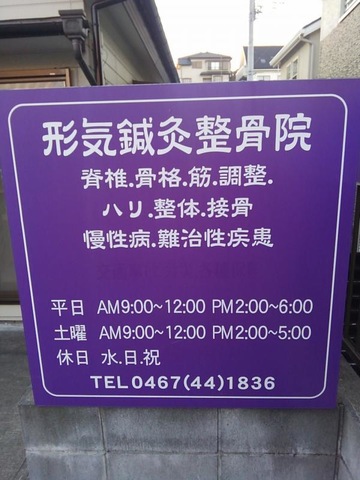 形気鍼灸整骨院
脊椎.骨格.筋.調整.
ハリ.整体.接骨
慢性病.難治性疾患
平日 AM9:00~12:00 PM2:00~6:00
土曜 AM9:00~12:00 PM2:00~5:00
休日 水.日.祝
TEL 0467(44)1836